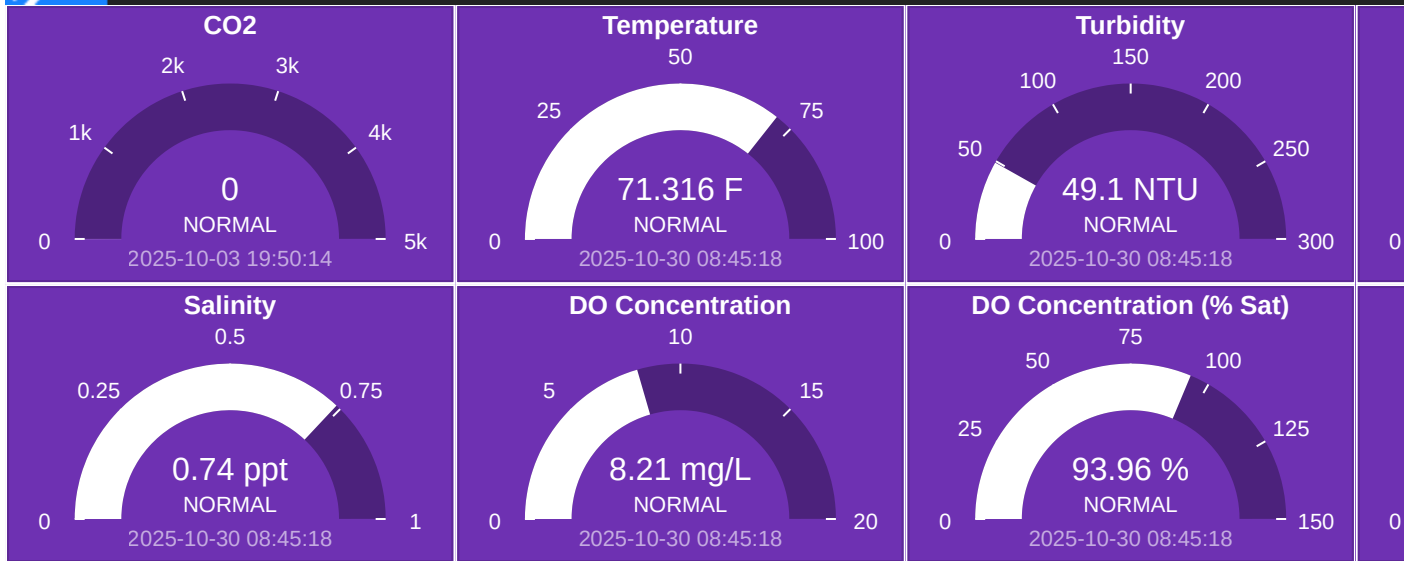 CO2
2k
3k
1k
4k
0
NORMAL
0
5k
2025-10-03 19:50:14
Temperature
50
25
75
71.316 F
NORMAL
0
100
2025-10-30 08:45:18
Turbidity
150
100
200
50
250
49.1 NTU
NORMAL
0
300
2025-10-30 08:45:18
0
Salinity
0.5
0.25
0.75
0.74 ppt
NORMAL
0
1
2025-10-30 08:45:18
DO Concentration
10
5
15
8.21 mg/L
NORMAL
0
20
2025-10-30 08:45:18
DO Concentration (% Sat)
75
50
100
25
125
93.96 %
NORMAL
0
150
2025-10-30 08:45:18
0